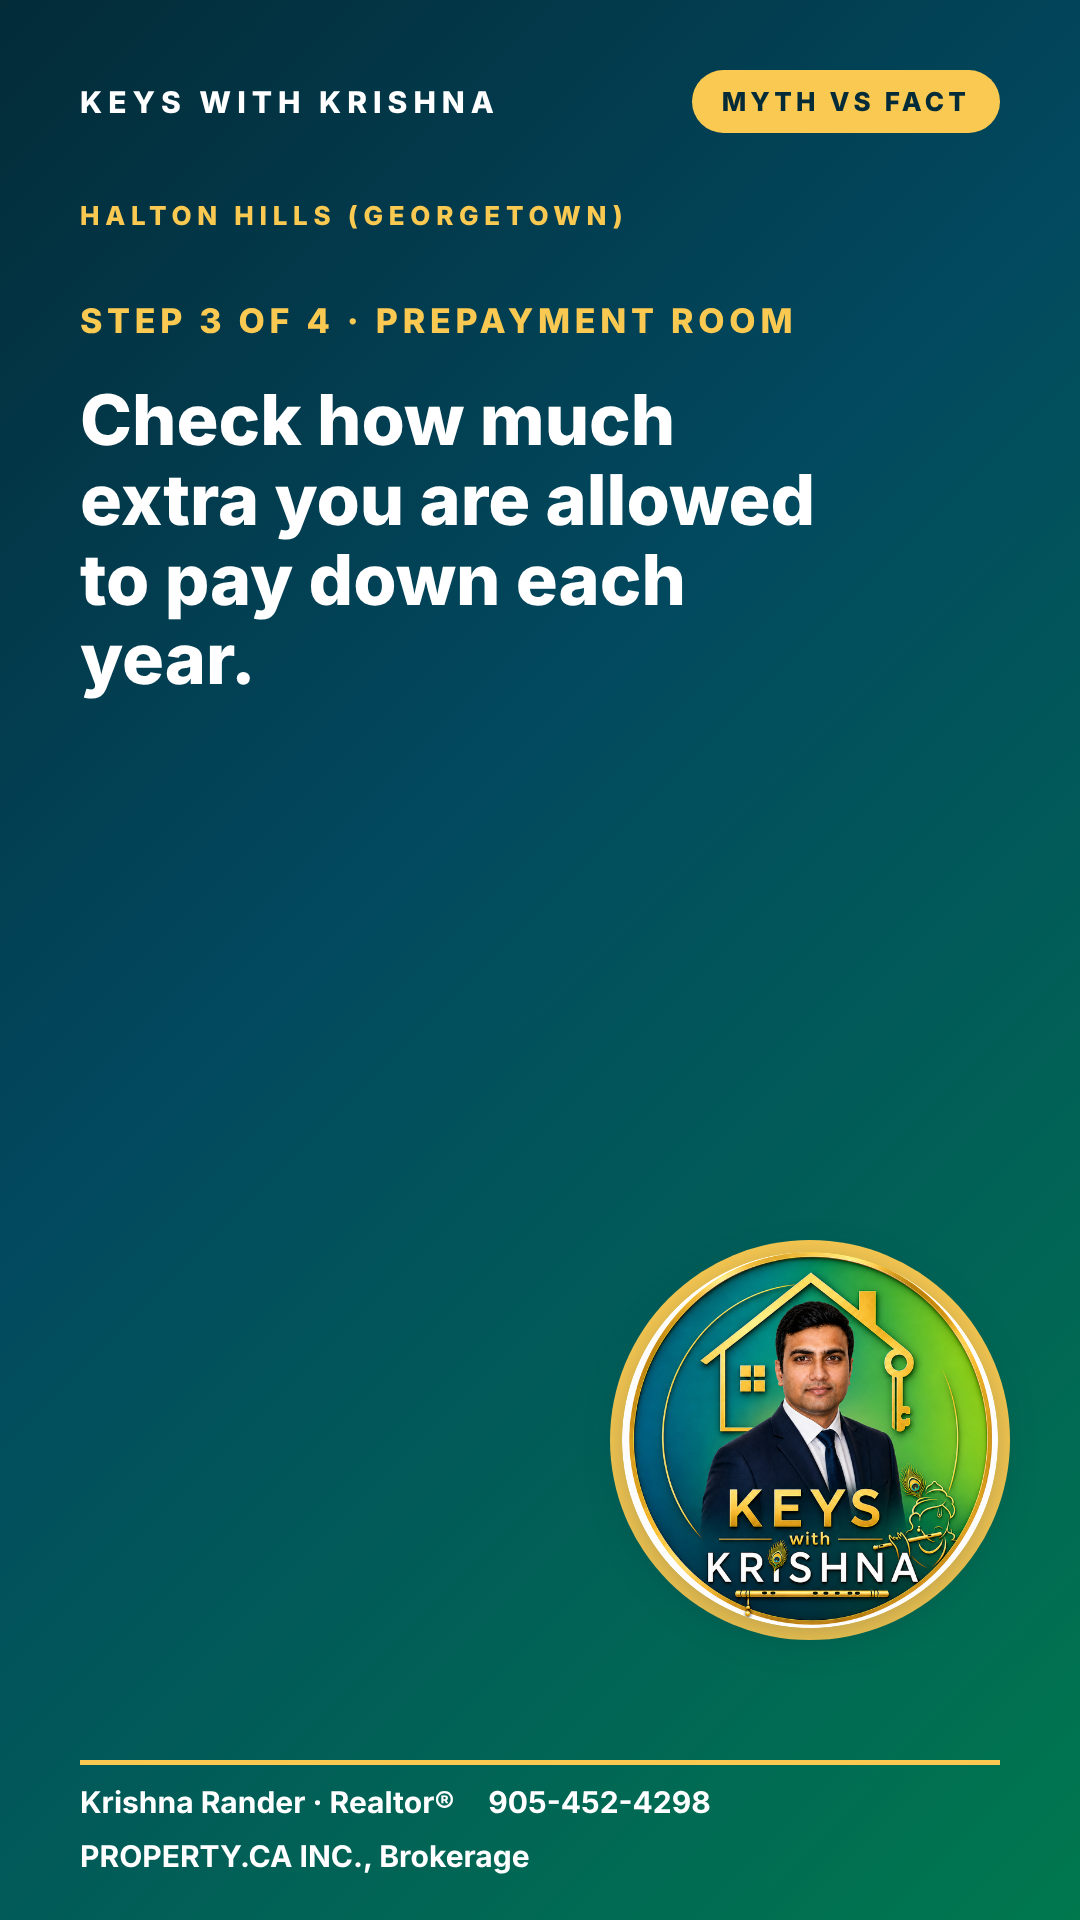 KEYS WITH KRISHNA
MYTH VS FACT
HALTON HILLS (GEORGETOWN)
STEP 3 OF 4 · PREPAYMENT ROOM
Check how much
extra you are allowed
to pay down each
year.
KEYS
with
KRISHNA
Krishna Rander · Realtor® 905-452-4298
PROPERTY.CA INC., Brokerage